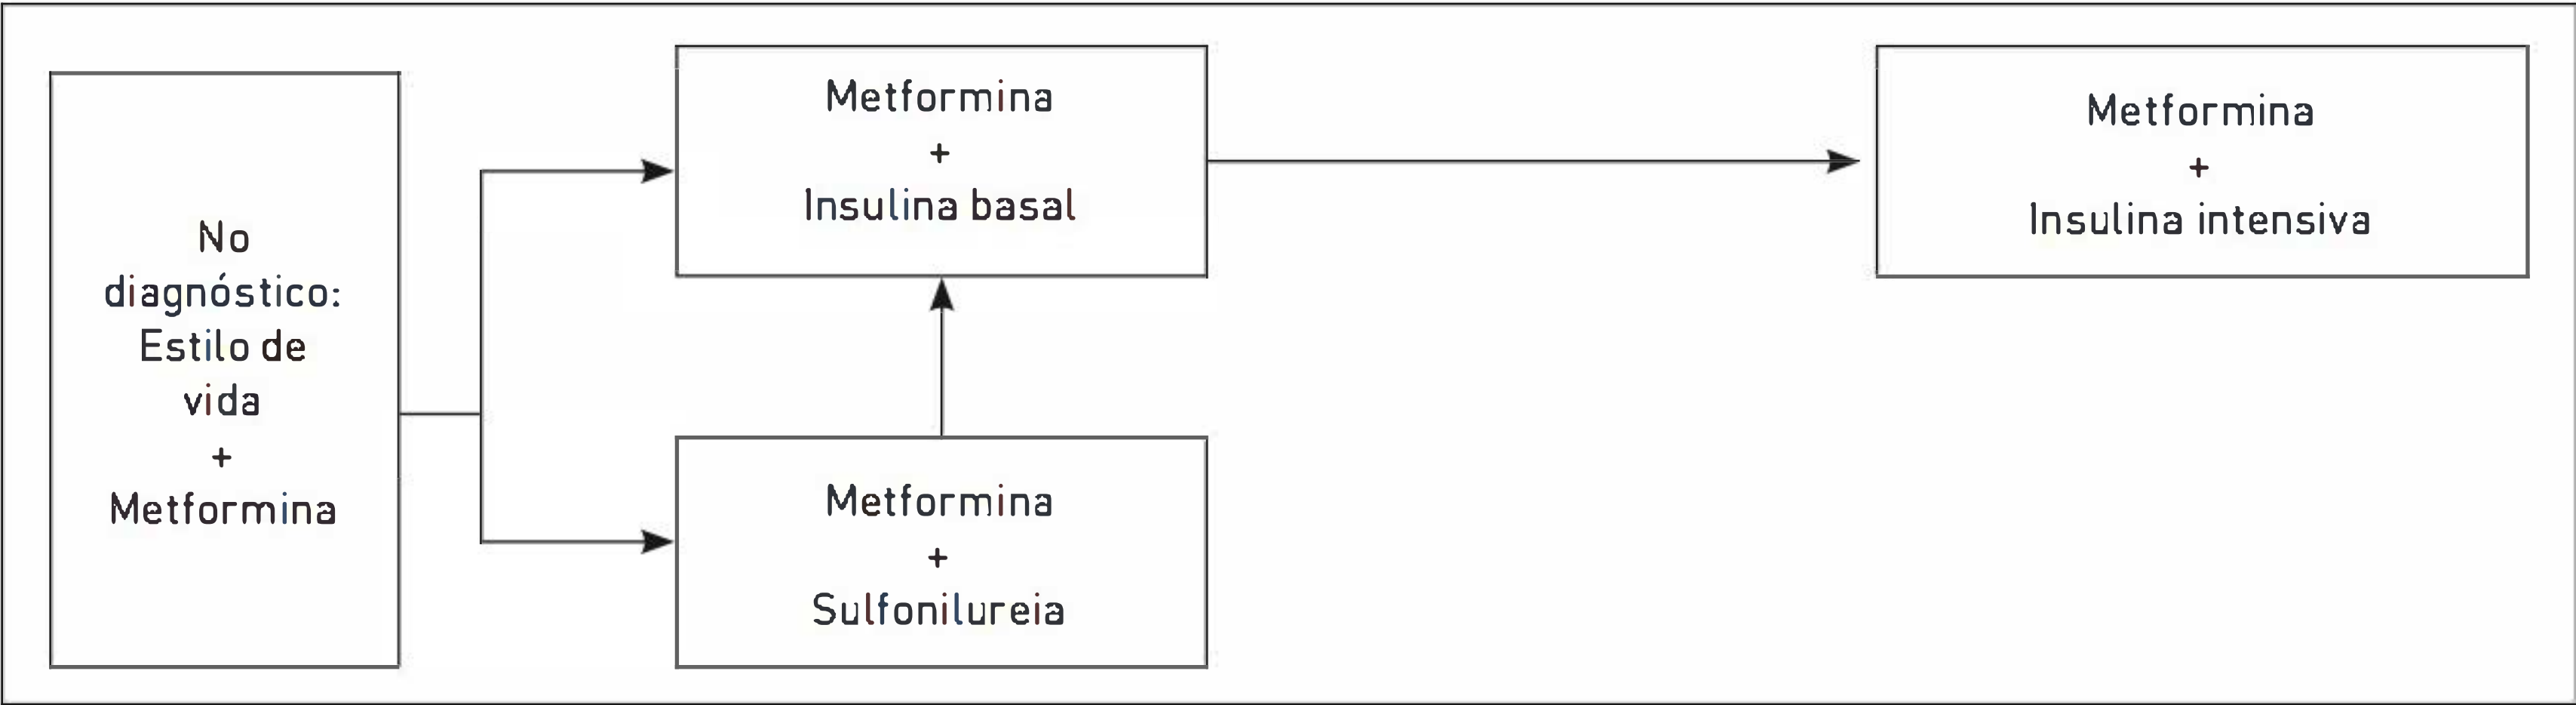 No
diagnóstico:
Estilo de
vida
+
Metformina
Metformina
+
Insulina basal
Metformina
+
Sulfonilureia
Metformina
+
Insulina intensiva